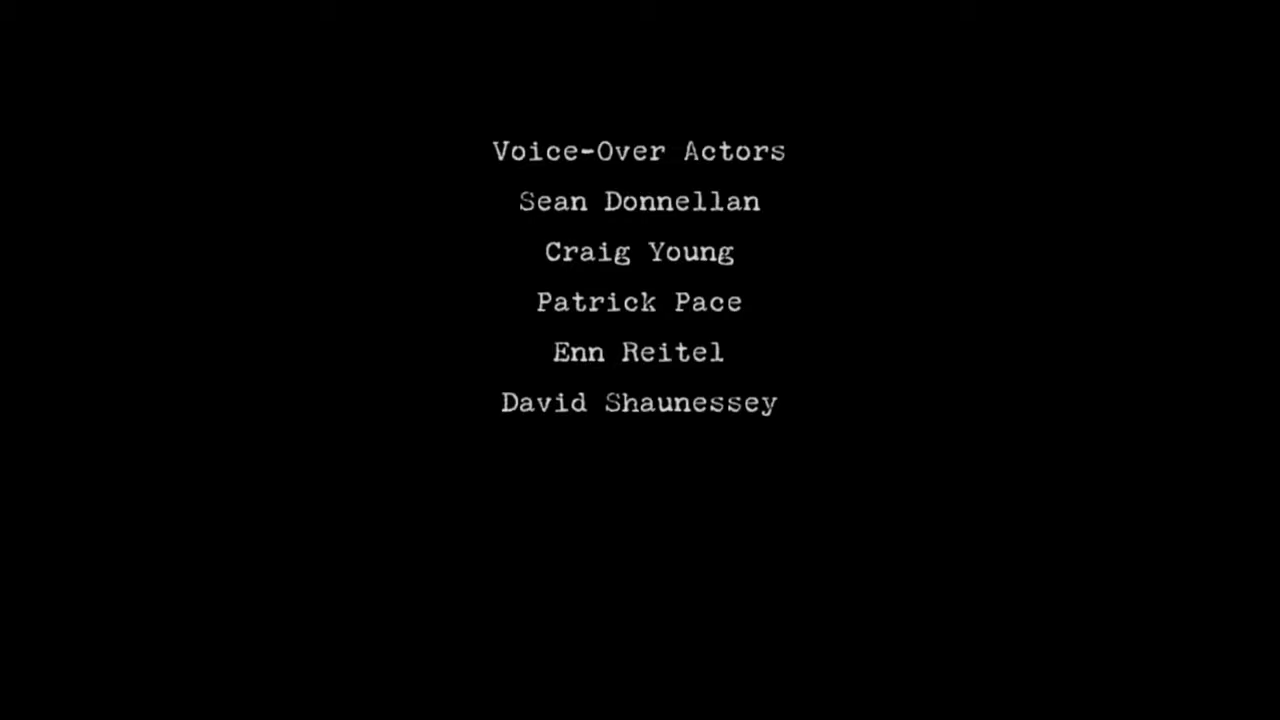 Voice-Over Actors
Sean Donnellan
Craig Young
Patrick Pace
Enn Reitel
David Shaunessey